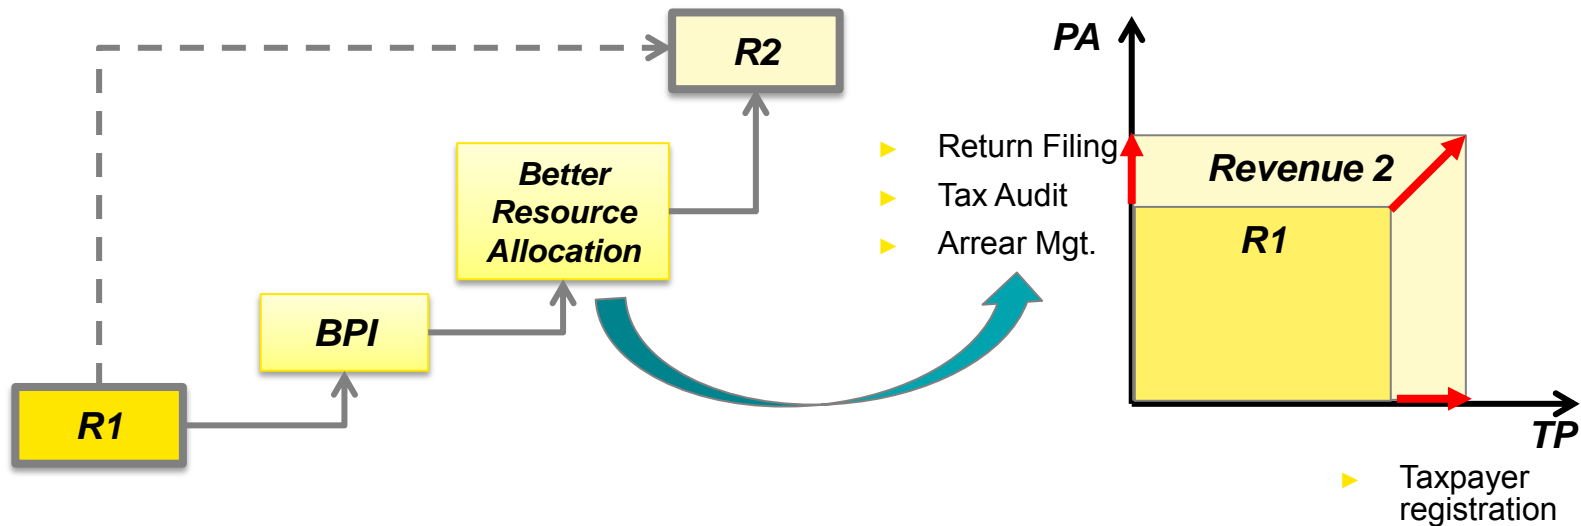 R2
Better
Resource
Allocation
BPI
R1
Return Filing
Tax Audit
Arrear Mgt.
PA
Revenue 2
R1
TP
Taxpayer
registration